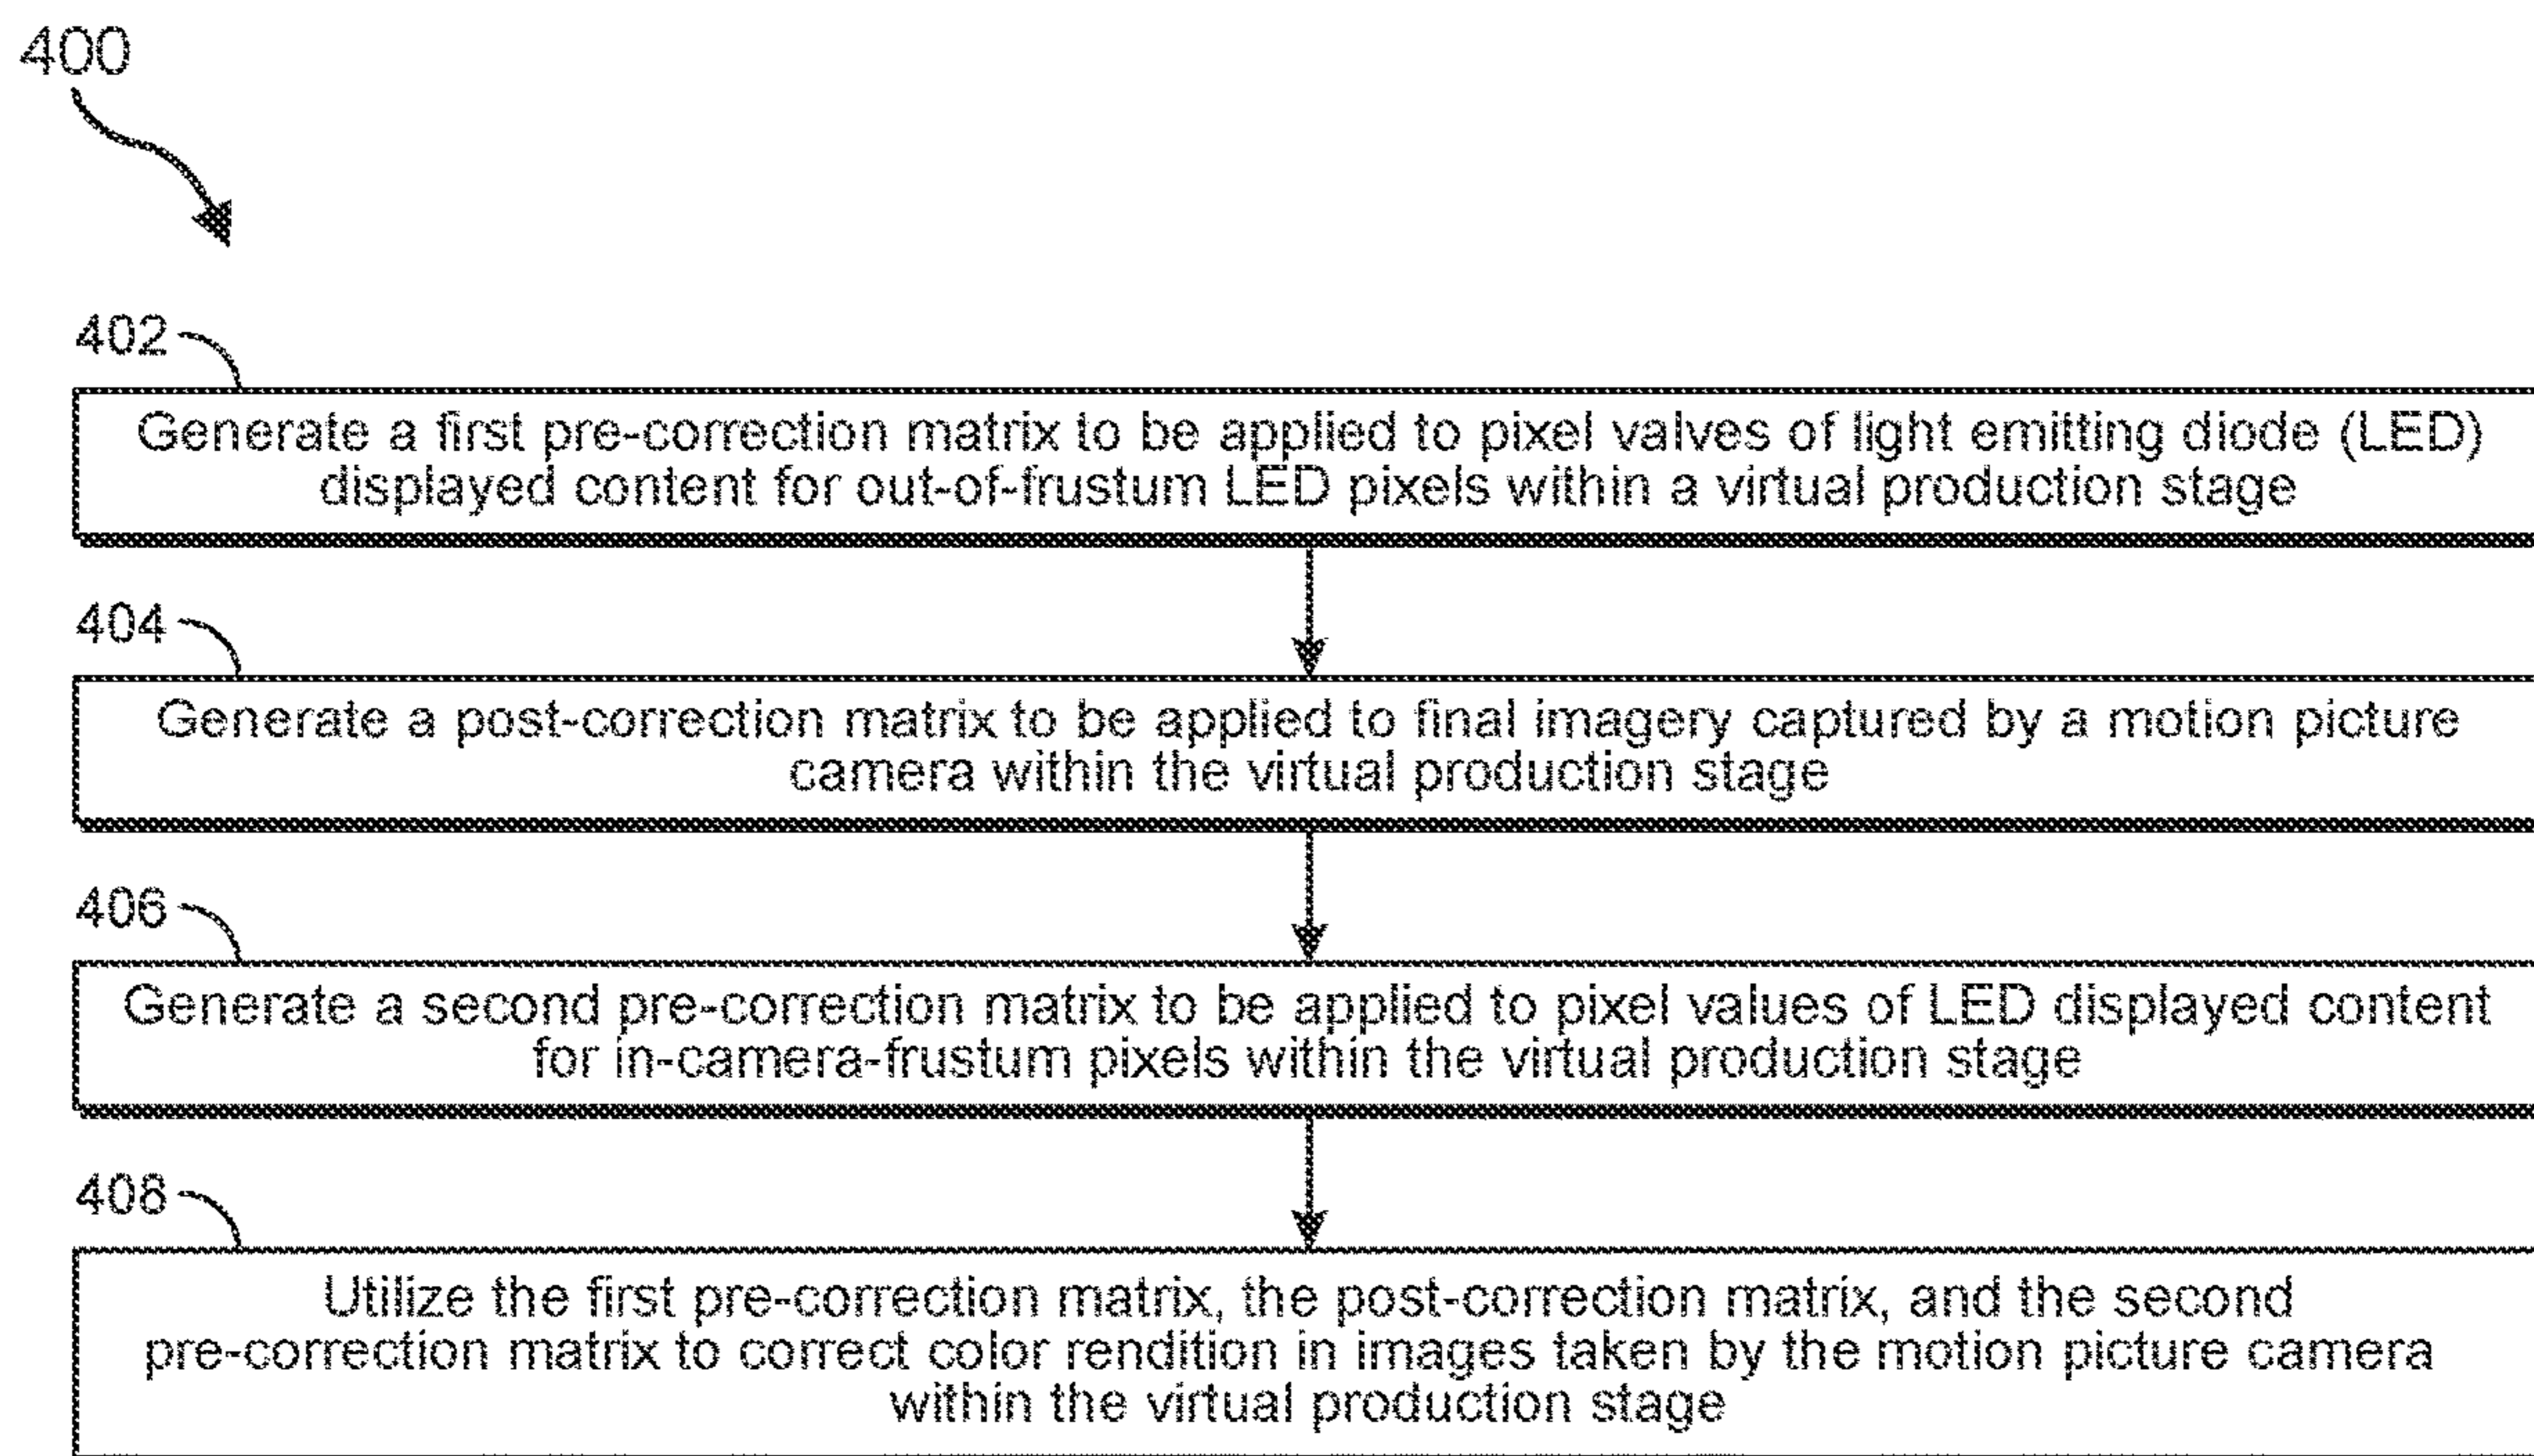 400
402
Generate a first pre-correction matrix to be applied to pixel valves of light emitting diode (LED)
displayed content for out-of-frustum LED pixels within a virtual production stage
404
Generate a post-correction matrix to be applied to final imagery captured by a motion picture
camera within the virtual production stage
406
Generate a second pre-correction matrix to be applied to pixel values of LED displayed content
for in-camera-frustum pixels within the virtual production stage
408
Utilize the first pre-correction matrix, the post-correction matrix, and the second
pre-correction matrix to correct color rendition in images taken by the motion picture camera
within the virtual production stage